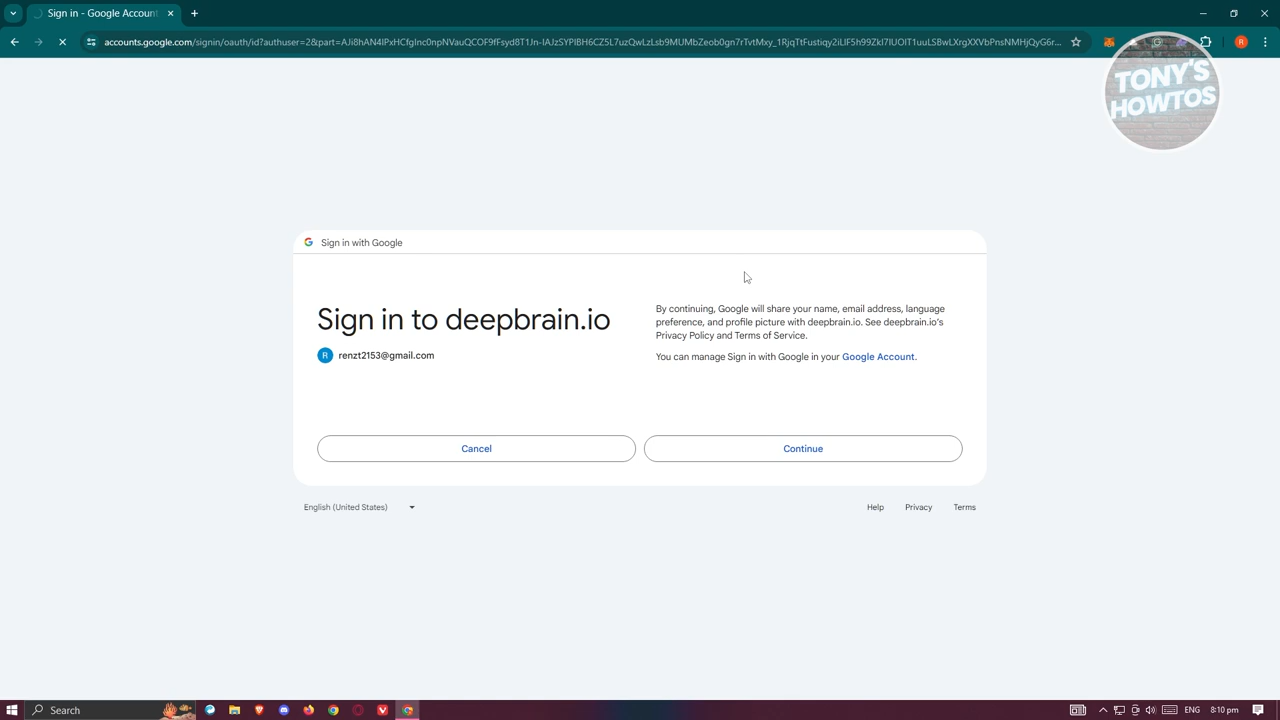 Sign in - Google Account
accounts.google.com/signin/oauth/id?authuser=2&part=
TONY'S
HOWTOS
Sign in with Google
Sign in to deepbrain.io
R renzt2153@gmail.com
By continuing, Google will share your name, email address, language
preference, and profile picture with deepbrain.io. See deepbrain.io's
Privacy Policy and Terms of Service.
You can manage Sign in with Google in your Google Account.
Cancel
Continue
English (United States)
Help
Privacy
Terms
Search
ENG
8:10 pm